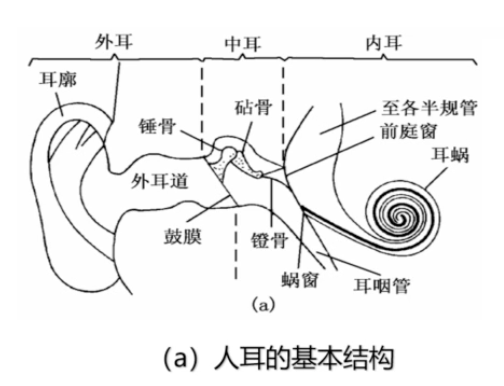 外耳 中耳 内耳
耳廓
锤骨
砧骨
至各半规管
前庭窗
耳蜗
外耳道
鼓膜
镫骨
蜗窗
耳咽管
(a)
(a) 人耳的基本结构